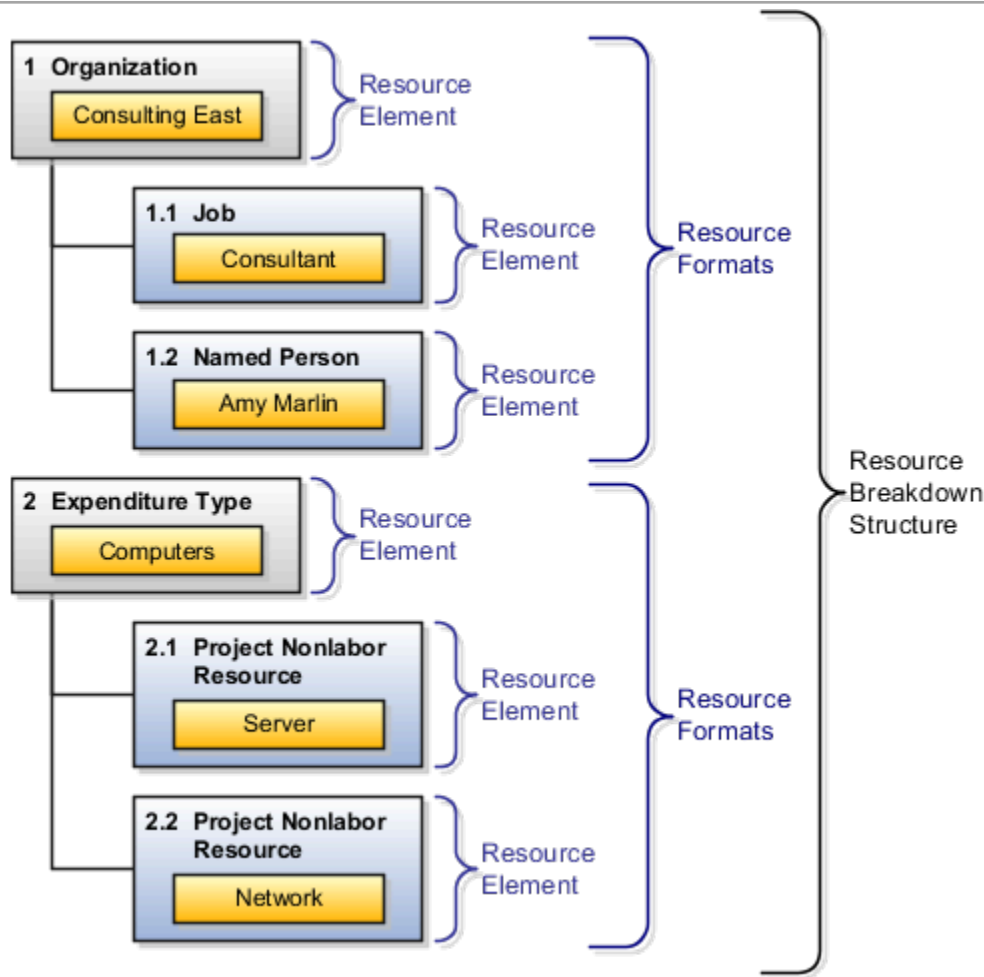 1 Organization
Consulting East
Resource
Element
1.1 Job
Consultant
Resource
Element
Resource
Formats
1.2 Named Person
Amy Marlin
Resource
Element
Resource
Breakdown
Structure
2 Expenditure Type
Computers
Resource
Element
2.1 Project Nonlabor
Resource
Server
Resource
Element
Resource
Formats
2.2 Project Nonlabor
Resource
Network
Resource
Element